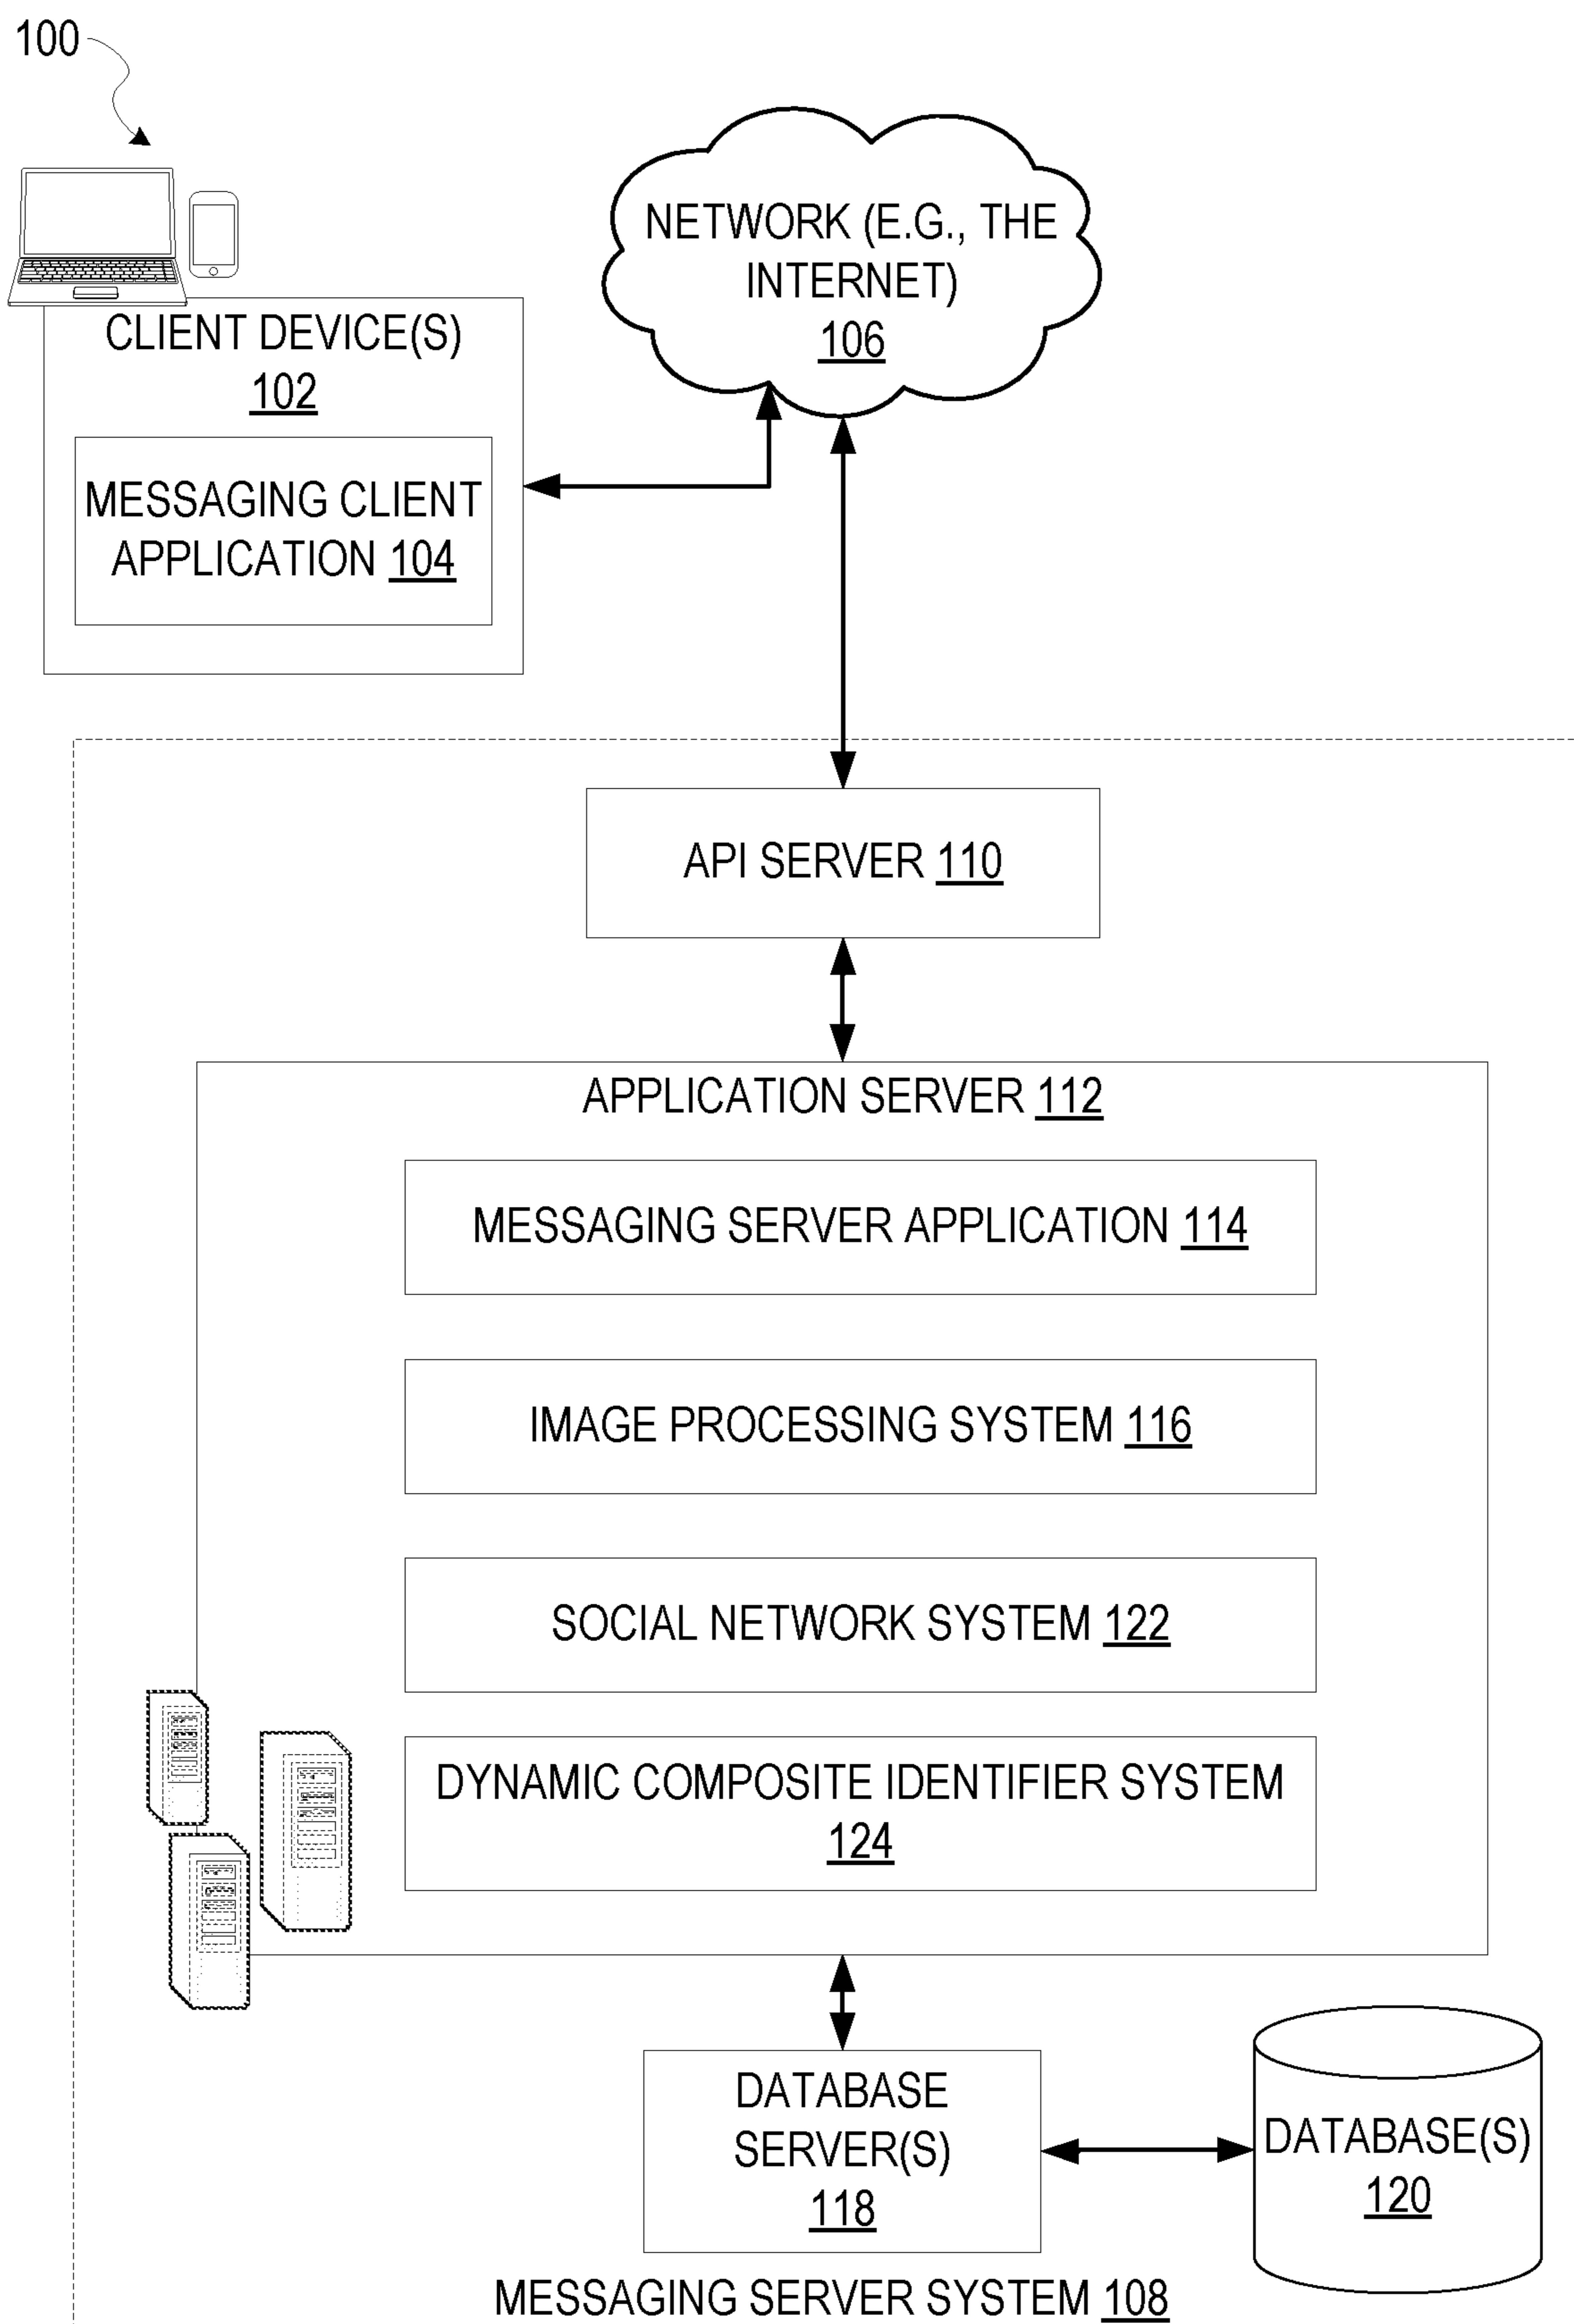 100
NETWORK (E.G., THE
INTERNET)
106
CLIENT DEVICE(S)
102
MESSAGING CLIENT
APPLICATION 104
API SERVER 110
APPLICATION SERVER 112
MESSAGING SERVER APPLICATION 114
IMAGE PROCESSING SYSTEM 116
SOCIAL NETWORK SYSTEM 122
DYNAMIC COMPOSITE IDENTIFIER SYSTEM
124
DATABASE
SERVER(S)
118
DATABASE(S)
120
MESSAGING SERVER SYSTEM 108